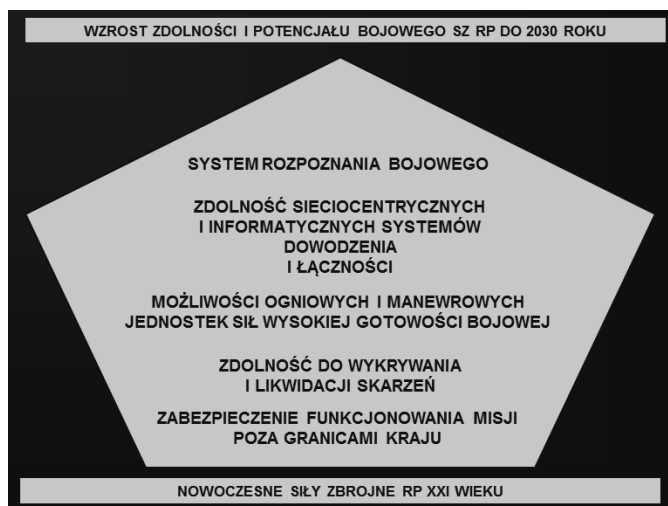 WZROST ZDOLNOŚCI I POTENCJAŁU BOJOWEGO SZ RP DO 2030 ROKU
SYSTEM ROZPOZNANIA BOJOWEGO
ZDOLNOŚĆ SIECIOCENTRYCZNYCH
I INFORMATYCZNYCH SYSTEMÓW
DOWODZENIA
I ŁĄCZNOŚCI
MOŻLIWOŚCI OGNIOWYCH I MANEWROWYCH
JEDNOSTEK SIŁ WYSOKIEJ GOTOWOŚCI BOJOWEJ
ZDOLNOŚĆ DO WYKRYWANIA
I LIKWIDACJI SKARZEŃ
ZABEZPIECZENIE FUNKCJONOWANIA MISJI
POZA GRANICAMI KRAJU
NOWOCZESNE SIŁY ZBROJNE RP XXI WIEKU